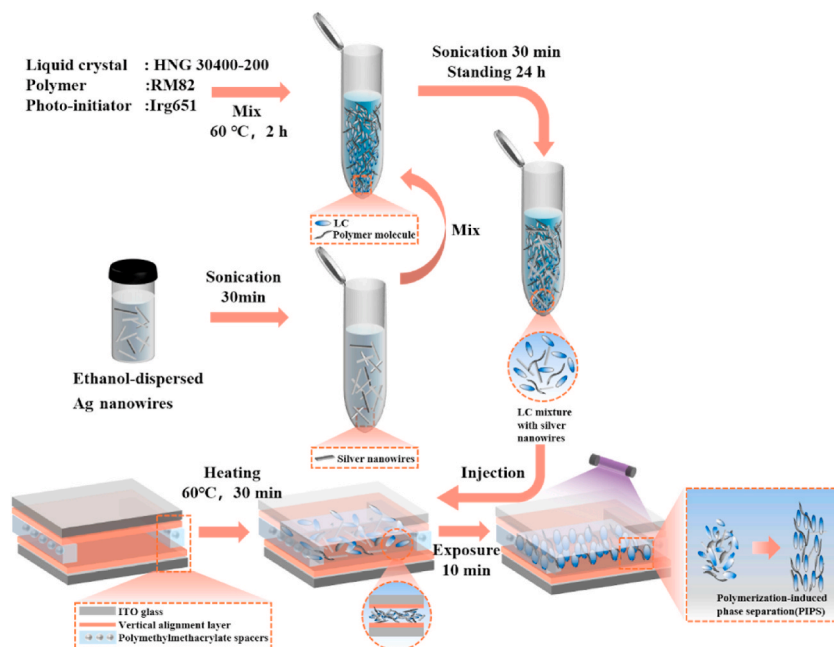 Liquid crystal : HNG 30400-200
Polymer :RM82
Photo-initiator :Irg651
Mix
60 ℃, 2 h
Sonication 30 min
Standing 24 h
LC
Polymer molecule
Mix
Sonication
30min
Ethanol-dispersed
Ag nanowires
Silver nanowires
LC mixture
with silver
nanowires
Injection
Heating
60℃, 30 min
Exposure
10 min
ITO glass
Vertical alignment layer
Polymethylmethacrylate spacers
Polymerization-induced
phase separation(PIPS)